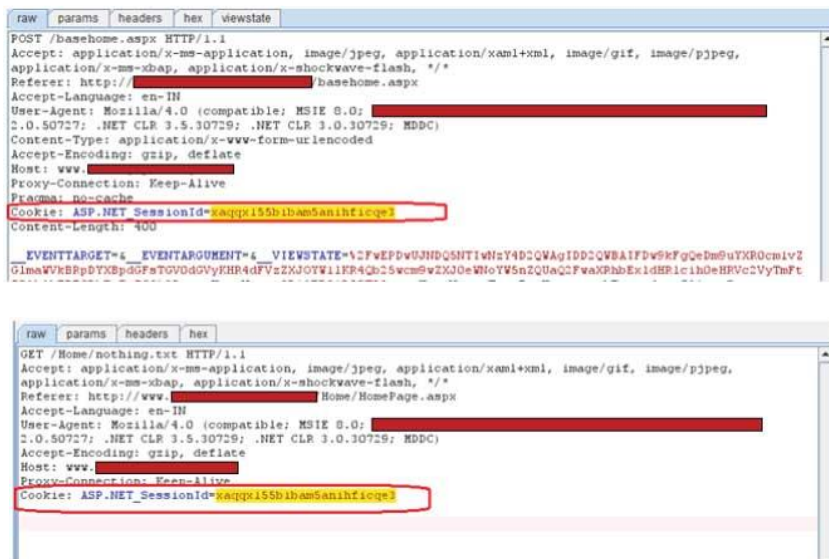 raw params headers hex viewstate
POST /basehome.aspx HTTP/1.1
Accept: application/x-ms-application, image/jpeg, application/xaml+xml, image/gif, image/pjpeg,
application/x-ms-xbap, application/x-shockwave-flash, */*
Referer: http:// /basehome.aspx
Accept-Language: en-IN
User-Agent: Mozilla/4.0 (compatible; MSIE 8.0;
2.0.50727; .NET CLR 3.5.30729; .NET CLR 3.0.30729; MDDC)
Content-Type: application/x-www-form-urlencoded
Accept-Encoding: gzip, deflate
Host: www.
Proxy-Connection: Keep-Alive
Pragma: no-cache
Cookie: ASP.NET_SessionId=
Content-Length: 400
__EVENTTARGET=&__EVENTARGUMENT=&__VIEWSTATE=
raw params headers hex
GET /Home/nothing.txt HTTP/1.1
Accept: application/x-ms-application, image/jpeg, application/xaml+xml, image/gif, image/pjpeg,
application/x-ms-xbap, application/x-shockwave-flash, */*
Referer: http://www. /Home/HomePage.aspx
Accept-Language: en-IN
User-Agent: Mozilla/4.0 (compatible; MSIE 8.0;
2.0.50727; .NET CLR 3.5.30729; .NET CLR 3.0.30729; MDDC)
Accept-Encoding: gzip, deflate
Host: www.
Proxy-Connection: Keep-Alive
Cookie: ASP.NET_SessionId=